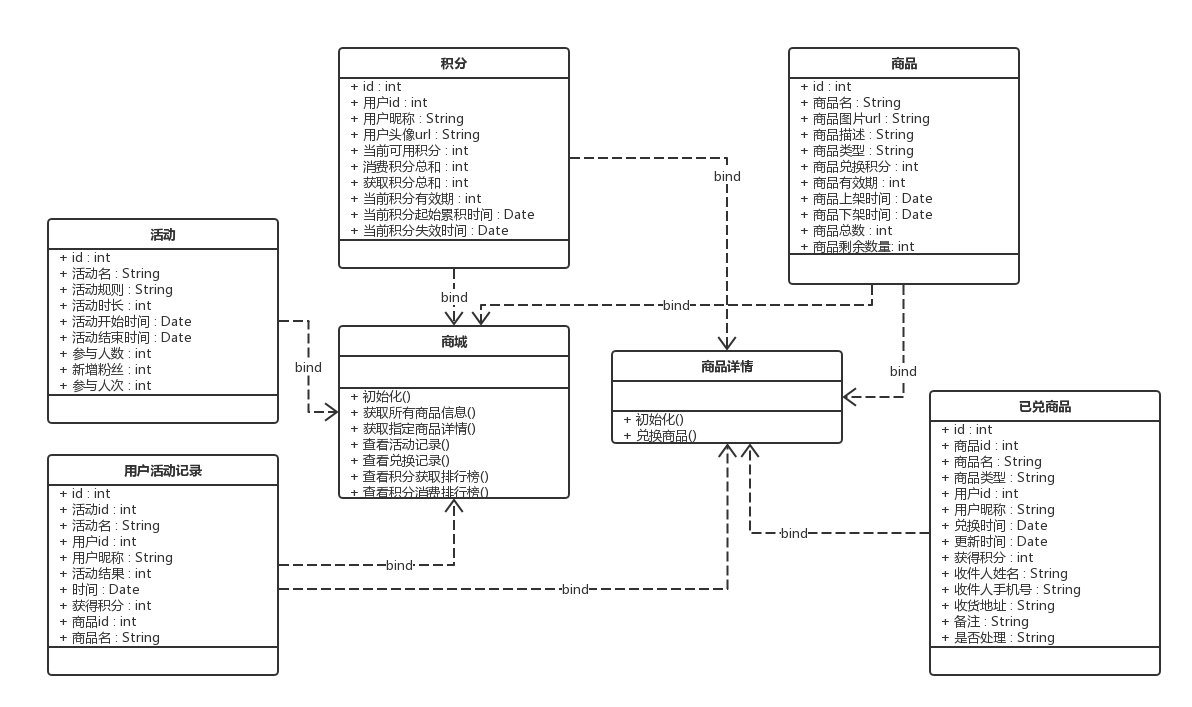 积分
+ id : int
+ 用户id : int
+ 用户昵称 : String
+ 用户头像url : String
+ 当前可用积分 : int
+ 消费积分总和 : int
+ 获取积分总和 : int
+ 当前积分有效期 : int
+ 当前积分起始累积时间 : Date
+ 当前积分失效时间 : Date
商品
+ id : int
+ 商品名 : String
+ 商品图片url : String
+ 商品描述 : String
+ 商品类型 : String
+ 商品兑换积分 : int
+ 商品有效期 : int
+ 商品上架时间 : Date
+ 商品下架时间 : Date
+ 商品总数 : int
+ 商品剩余数量: int
bind
活动
+ id : int
+ 活动名 : String
+ 活动规则 : String
+ 活动时长 : int
+ 活动开始时间 : Date
+ 活动结束时间 : Date
+ 参与人数 : int
+ 新增粉丝 : int
+ 参与人次 : int
bind
bind
bind
bind
商城
+ 初始化()
+ 获取所有商品信息()
+ 获取指定商品详情()
+ 查看活动记录()
+ 查看兑换记录()
+ 查看积分获取排行榜()
+ 查看积分消费排行榜()
商品详情
+ 初始化()
+ 兑换商品()
已兑商品
+ id : int
+ 商品id : int
+ 商品名 : String
+ 商品类型 : String
+ 用户id : int
+ 用户昵称 : String
+ 兑换时间 : Date
+ 更新时间 : Date
+ 获得积分 : int
+ 收件人姓名 : String
+ 收件人手机号 : String
+ 收货地址 : String
+ 备注 : String
+ 是否处理 : String
用户活动记录
+ id : int
+ 活动id : int
+ 活动名 : String
+ 用户id : int
+ 用户昵称 : String
+ 活动结果 : int
+ 时间 : Date
+ 获得积分 : int
+ 商品id : int
+ 商品名 : String
bind
bind
bind